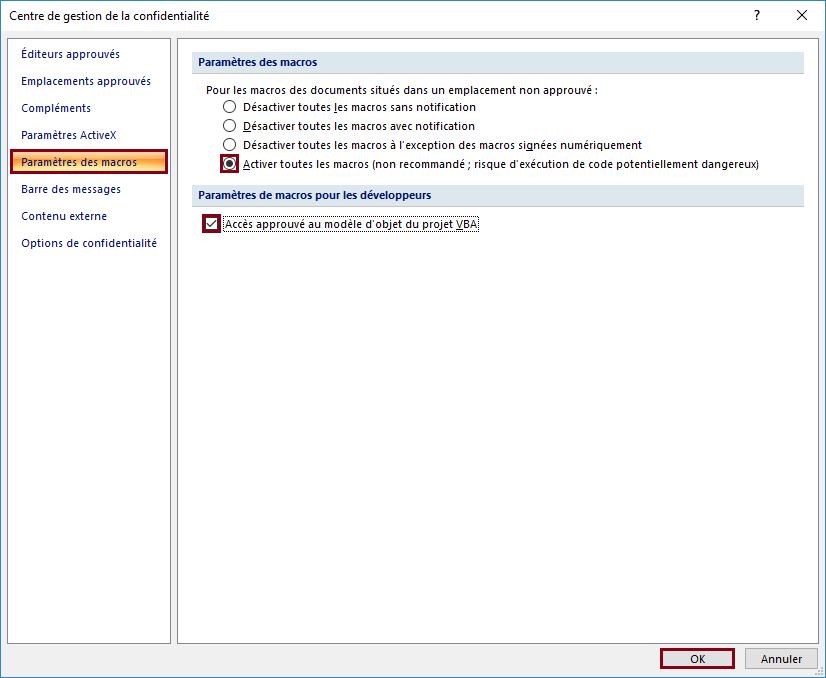 Centre de gestion de la confidentialité
?
Éditeurs approuvés
Emplacements approuvés
Compléments
Paramètres ActiveX
Paramètres des macros
Barre des messages
Contenu externe
Options de confidentialité
Paramètres des macros
Pour les macros des documents situés dans un emplacement non approuvé :
Désactiver toutes les macros sans notification
Désactiver toutes les macros avec notification
Désactiver toutes les macros à l'exception des macros signées numériquement
Activer toutes les macros (non recommandé ; risque d'exécution de code potentiellement dangereux)
Paramètres de macros pour les développeurs
Accès approuvé au modèle d'objet du projet VBA
OK
Annuler